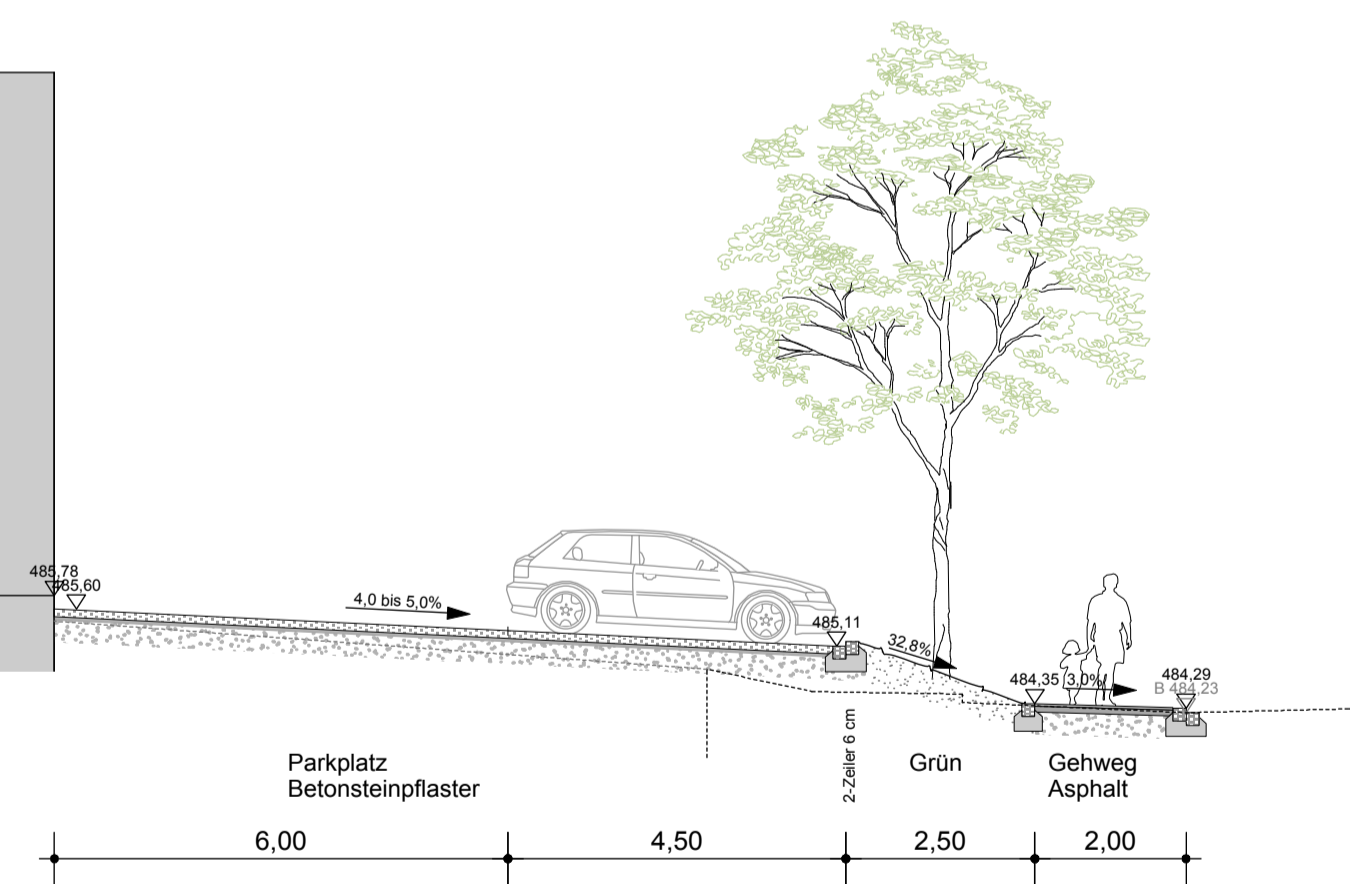 485,78
485,60
4,0 bis 5,0%
485,11
32,8%
484,35
3,0%
484,29
B 484,23
Parkplatz
Betonsteinpflaster
2-Zeiler 6 cm
Grün
Gehweg
Asphalt
6,00
4,50
2,50
2,00